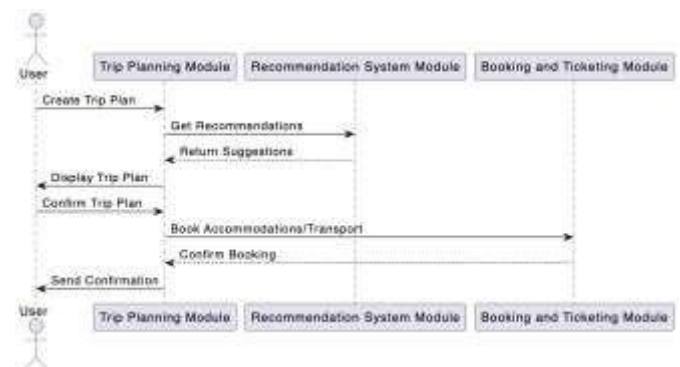 User
Trip Planning Module
Recommendation System Module
Booking and Ticketing Module
Create Trip Plan
Get Recommendations
Return Suggestions
Display Trip Plan
Confirm Trip Plan
Book Accommodations/Transport
Confirm Booking
Send Confirmation
User
Trip Planning Module
Recommendation System Module
Booking and Ticketing Module